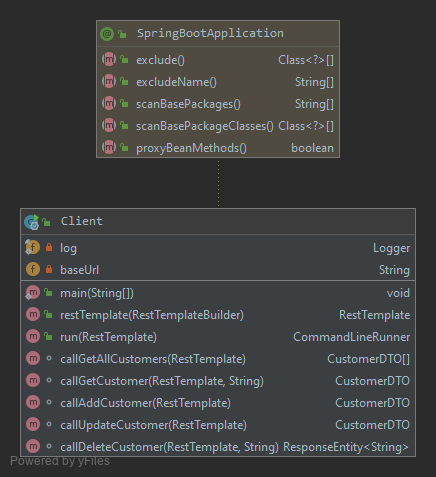 @ SpringBootApplication
m exclude() Class<?>[]
m excludeName() String[]
m scanBasePackages() String[]
m scanBasePackageClasses() Class<?>[]
m proxyBeanMethods() boolean
C Client
f log Logger
f baseUrl String
m main(String[]) void
m restTemplate(RestTemplateBuilder) RestTemplate
m run(RestTemplate) CommandLineRunner
m callGetAllCustomers(RestTemplate) CustomerDTO[]
m callGetCustomer(RestTemplate, String) CustomerDTO
m callAddCustomer(RestTemplate) CustomerDTO
m callUpdateCustomer(RestTemplate) CustomerDTO
m callDeleteCustomer(RestTemplate, String) ResponseEntity<String>
Powered by yFiles